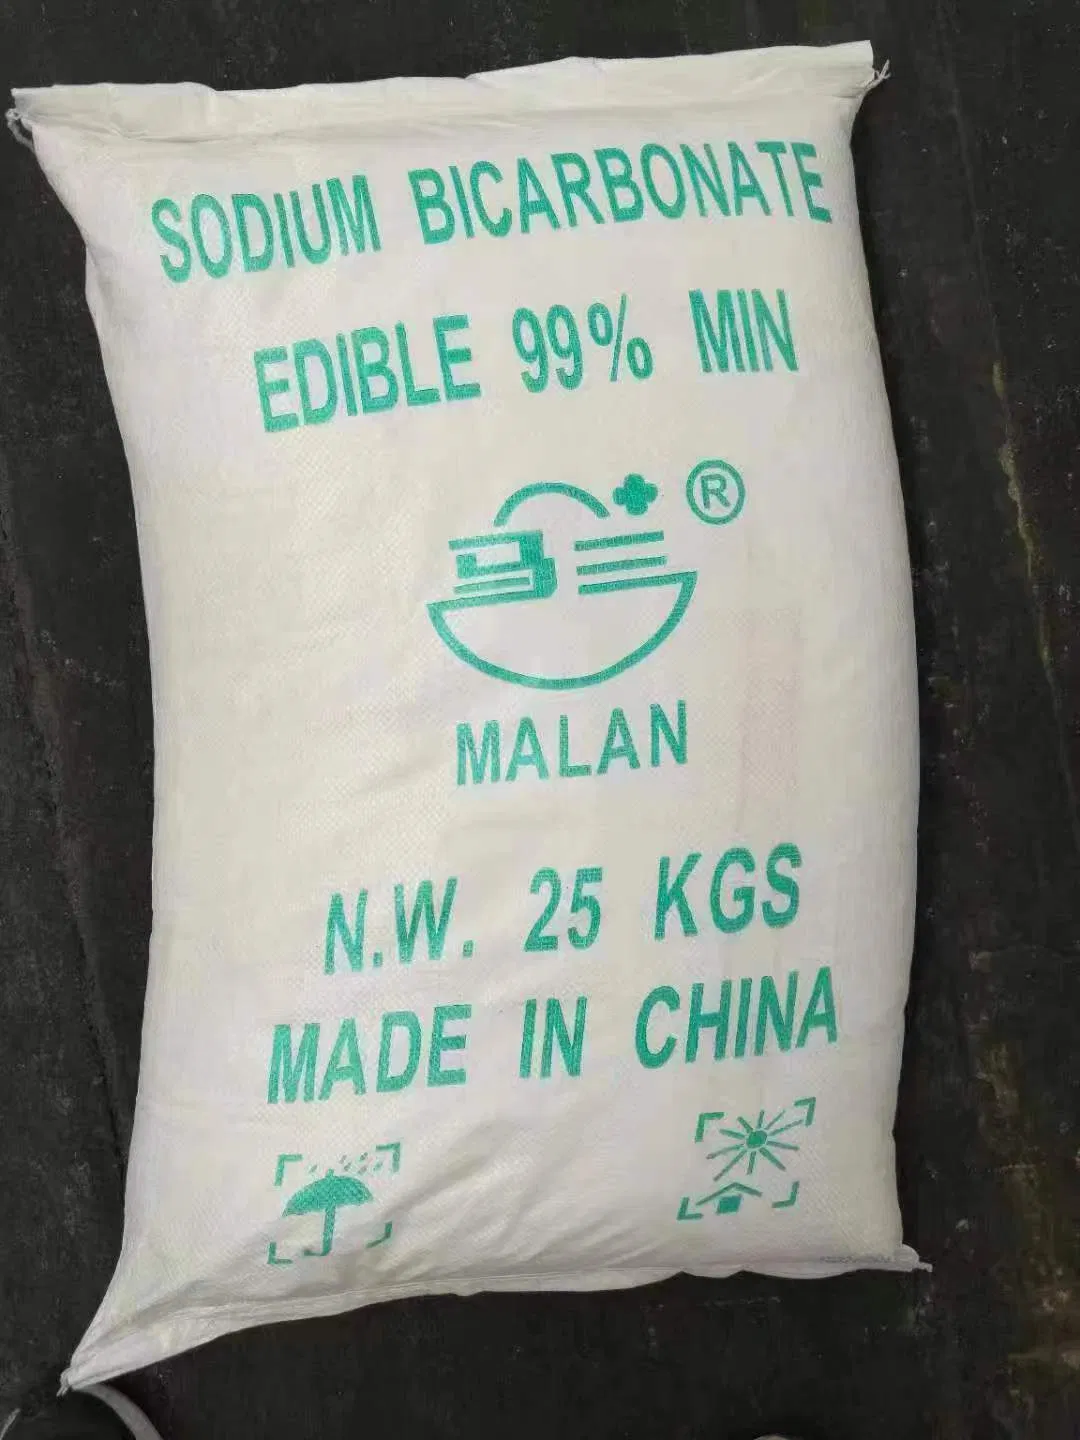 SODIUM BICARBONATE
EDIBLE 99% MIN
®
MALAN
N.W. 25 KGS
MADE IN CHINA